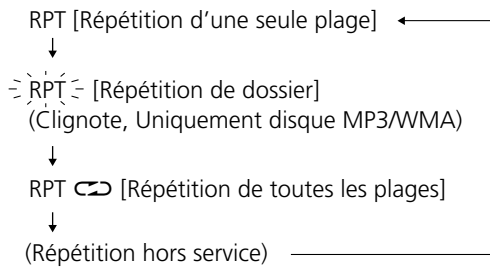 RPT [Répétition d'une seule plage]
RPT [Répétition de dossier]
(Clignote, Uniquement disque MP3/WMA)
RPT [Répétition de toutes les plages]
(Répétition hors service)